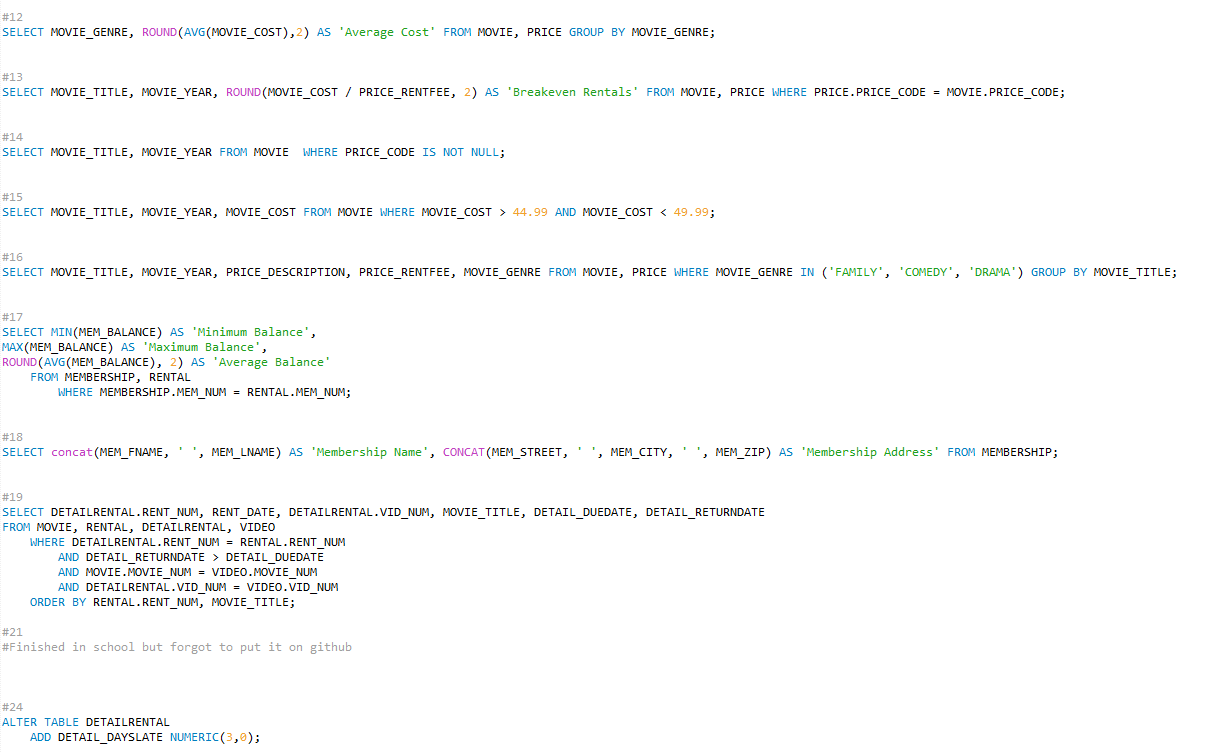 #12
SELECT MOVIE_GENRE, ROUND(AVG(MOVIE_COST),2) AS 'Average Cost' FROM MOVIE, PRICE GROUP BY MOVIE_GENRE;
#13
SELECT MOVIE_TITLE, MOVIE_YEAR, ROUND(MOVIE_COST / PRICE_RENTFEE, 2) AS 'Breakeven Rentals' FROM MOVIE, PRICE WHERE PRICE.PRICE_CODE = MOVIE.PRICE_CODE;
#14
SELECT MOVIE_TITLE, MOVIE_YEAR FROM MOVIE  WHERE PRICE_CODE IS NOT NULL;
#15
SELECT MOVIE_TITLE, MOVIE_YEAR, MOVIE_COST FROM MOVIE WHERE MOVIE_COST > 44.99 AND MOVIE_COST < 49.99;
#16
SELECT MOVIE_TITLE, MOVIE_YEAR, PRICE_DESCRIPTION, PRICE_RENTFEE, MOVIE_GENRE FROM MOVIE, PRICE WHERE MOVIE_GENRE IN ('FAMILY', 'COMEDY', 'DRAMA') GROUP BY MOVIE_TITLE;
#17
SELECT MIN(MEM_BALANCE) AS 'Minimum Balance',
MAX(MEM_BALANCE) AS 'Maximum Balance',
ROUND(AVG(MEM_BALANCE), 2) AS 'Average Balance'
    FROM MEMBERSHIP, RENTAL
        WHERE MEMBERSHIP.MEM_NUM = RENTAL.MEM_NUM;
#18
SELECT concat(MEM_FNAME, ' ', MEM_LNAME) AS 'Membership Name', CONCAT(MEM_STREET, ' ', MEM_CITY, ' ', MEM_ZIP) AS 'Membership Address' FROM MEMBERSHIP;
#19
SELECT DETAILRENTAL.RENT_NUM, RENT_DATE, DETAILRENTAL.VID_NUM, MOVIE_TITLE, DETAIL_DUEDATE, DETAIL_RETURNDATE
FROM MOVIE, RENTAL, DETAILRENTAL, VIDEO
    WHERE DETAILRENTAL.RENT_NUM = RENTAL.RENT_NUM
        AND DETAIL_RETURNDATE > DETAIL_DUEDATE
        AND MOVIE.MOVIE_NUM = VIDEO.MOVIE_NUM
        AND DETAILRENTAL.VID_NUM = VIDEO.VID_NUM
    ORDER BY RENTAL.RENT_NUM, MOVIE_TITLE;
#21
#Finished in school but forgot to put it on github
#24
ALTER TABLE DETAILRENTAL
    ADD DETAIL_DAYSLATE NUMERIC(3,0);